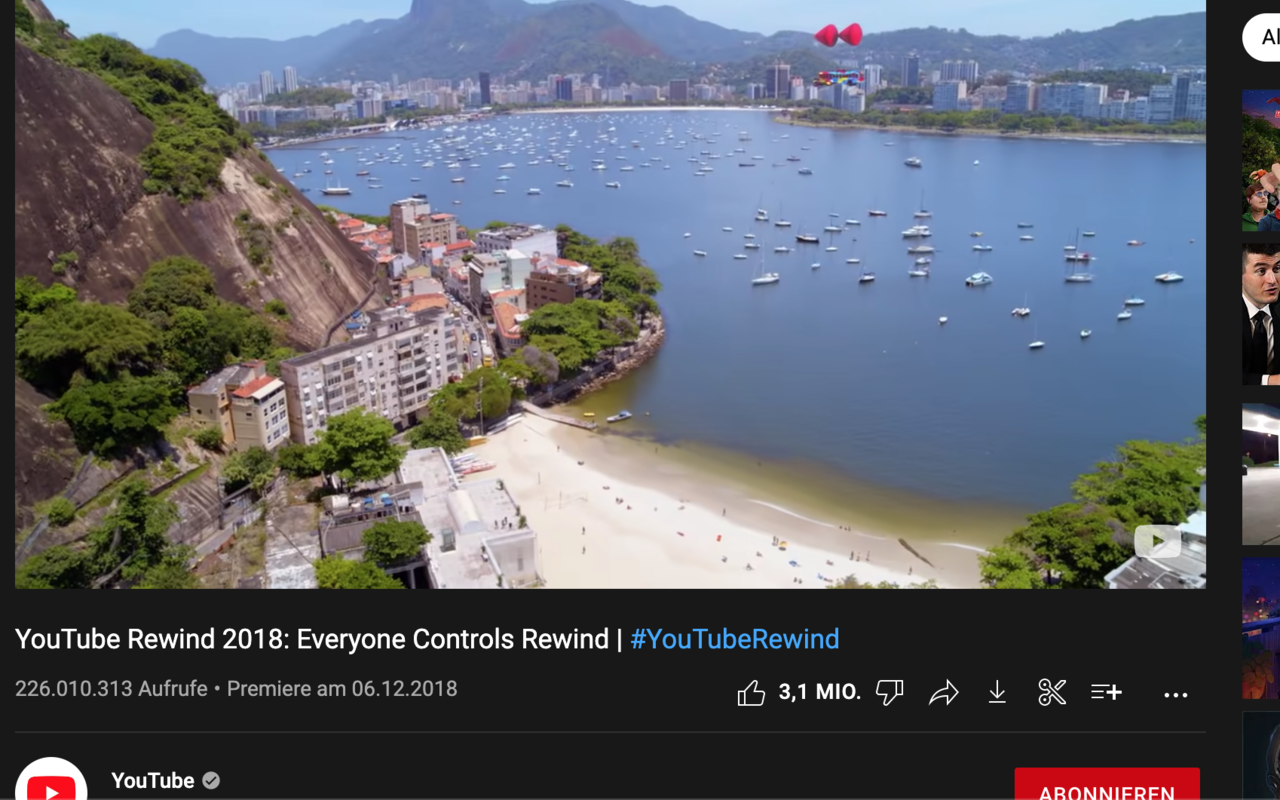 Al
YouTube Rewind 2018: Everyone Controls Rewind | #YouTubeRewind
226.010.313 Aufrufe • Premiere am 06.12.2018
3,1 MIO.
YouTube
ABONNIEREN